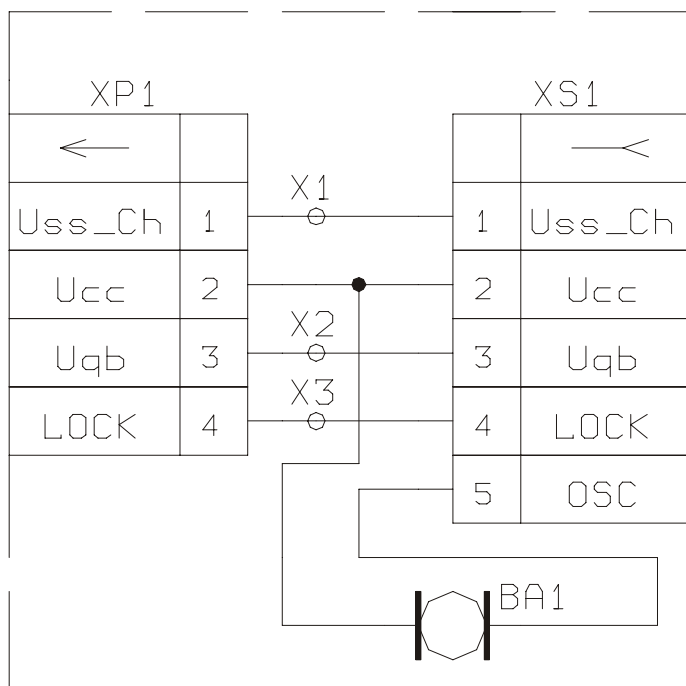 XP1 XS1
X1
Uss_Ch 1 1 Uss_Ch
Ucc 2 2 Ucc
X2
Uqb 3 3 Uqb
X3
LOCK 4 4 LOCK
5 OSC
BA1